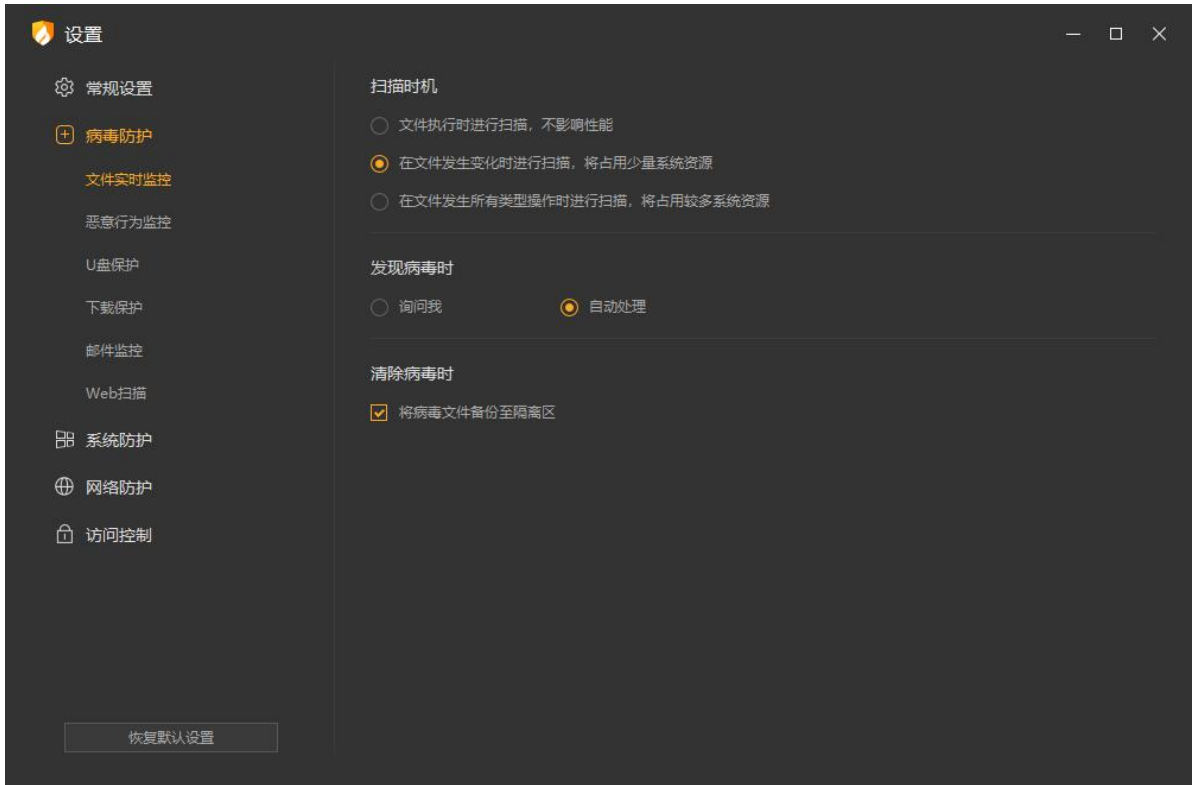 设置
常规设置
病毒防护
文件实时监控
恶意行为监控
U盘保护
下载保护
邮件监控
Web扫描
系统防护
网络防护
访问控制
恢复默认设置
扫描时机
文件执行时进行扫描，不影响性能
在文件发生变化时进行扫描，将占用少量系统资源
在文件发生所有类型操作时进行扫描，将占用较多系统资源
发现病毒时
询问我 自动处理
清除病毒时
将病毒文件备份至隔离区